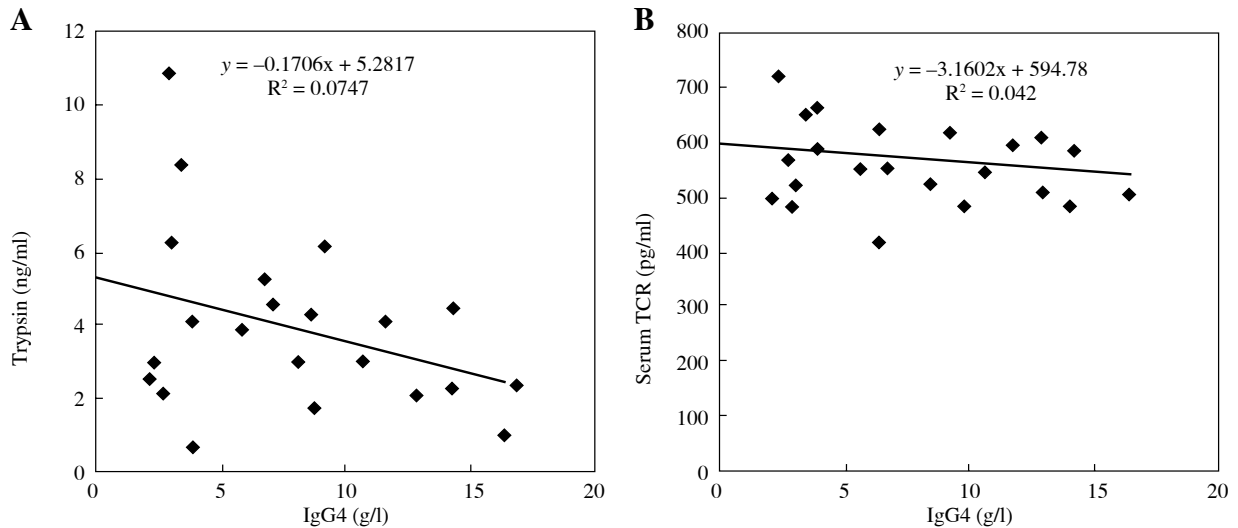 A
12
10
8
6
4
2
0
Trypsin (ng/ml)
y = –0.1706x + 5.2817
R² = 0.0747
0 5 10 15 20
IgG4 (g/l)
B
800
700
600
500
400
300
200
100
0
Serum TCR (pg/ml)
y = –3.1602x + 594.78
R² = 0.042
0 5 10 15 20
IgG4 (g/l)